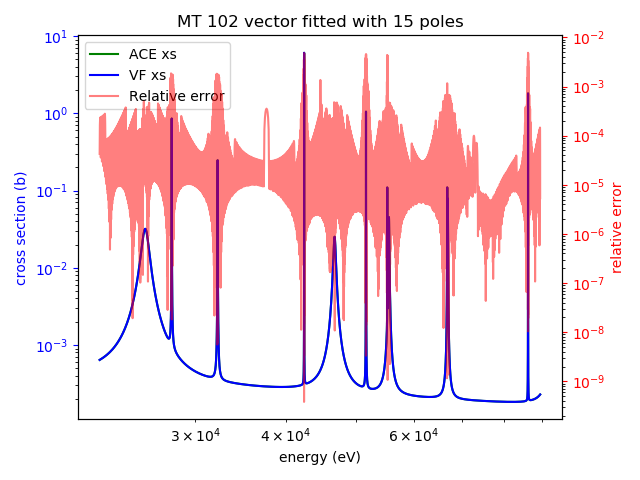 MT 102 vector fitted with 15 poles
ACE xs
VF xs
Relative error
10^1
10^0
10^-1
10^-2
10^-3
cross section (b)
10^-2
10^-3
10^-4
10^-5
10^-6
10^-7
10^-8
10^-9
relative error
3 × 10^4
4 × 10^4
6 × 10^4
energy (eV)